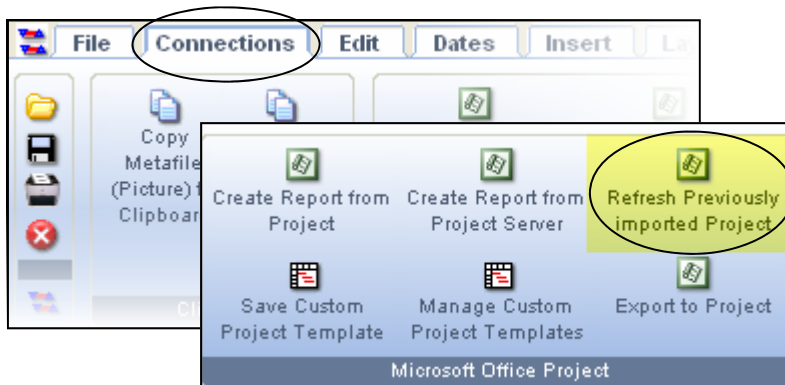 File Connections Edit Dates Insert
Copy
Metafile
(Picture)
Create Report from
Project
Create Report from
Project Server
Refresh Previously
imported Project
Save Custom
Project Template
Manage Custom
Project Templates
Export to Project
Microsoft Office Project